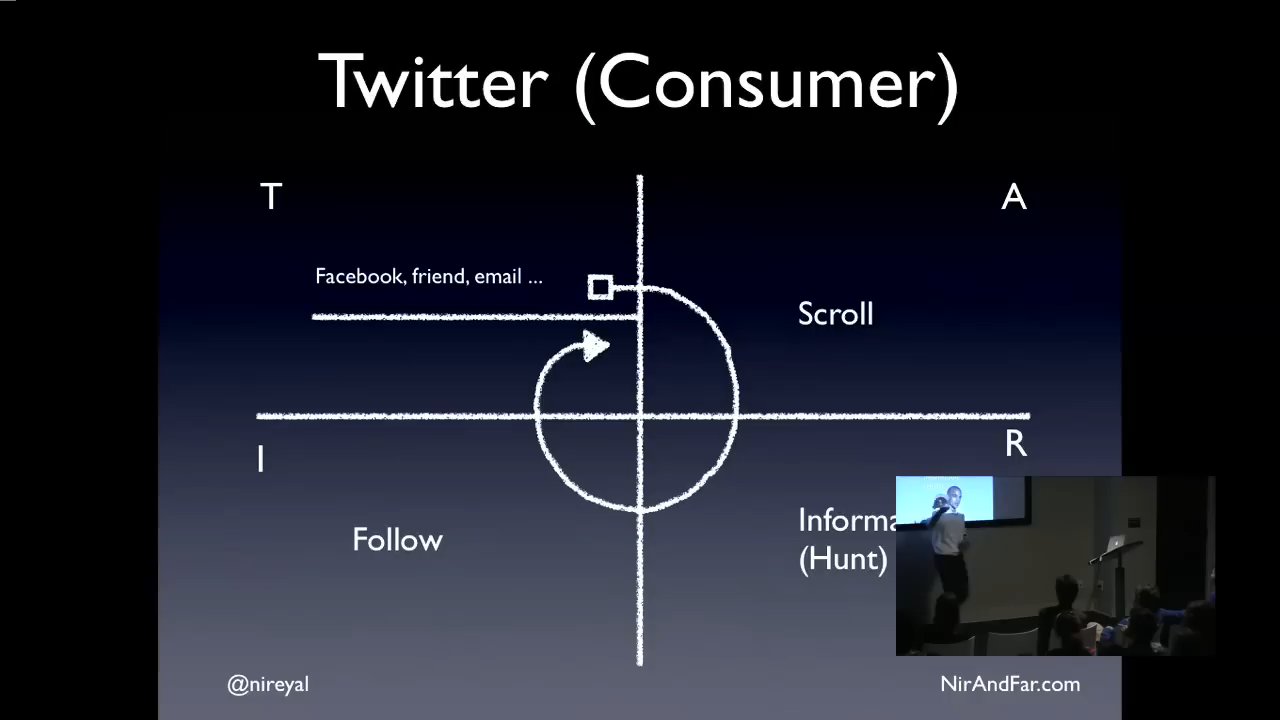 Twitter (Consumer)
T
A
Facebook, friend, email ...
Scroll
I
R
Follow
(Hunt)
@nireyal
NirAndFar.com